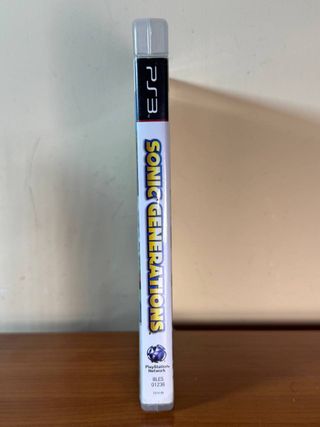 PS3
SONIC GENERATIONS
PlayStation
Network
BLES
01236